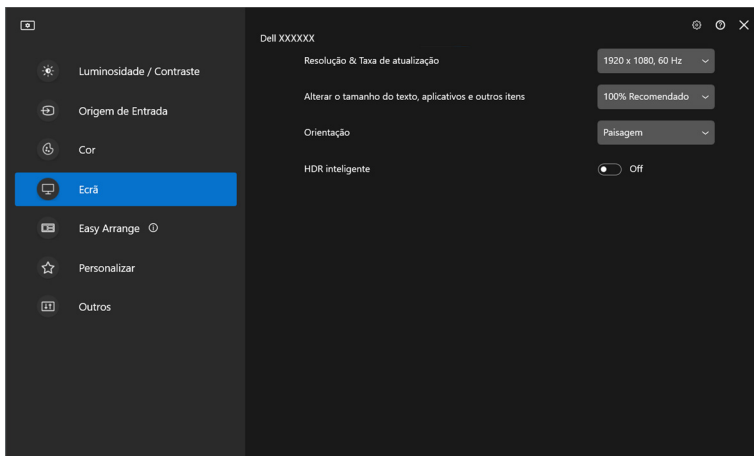 Dell XXXXXX
Luminosidade / Contraste
Origem de Entrada
Cor
Ecrã
Easy Arrange
Personalizar
Outros
Resolução & Taxa de atualização 1920 x 1080, 60 Hz
Alterar o tamanho do texto, aplicativos e outros itens 100% Recomendado
Orientação Paisagem
HDR inteligente Off